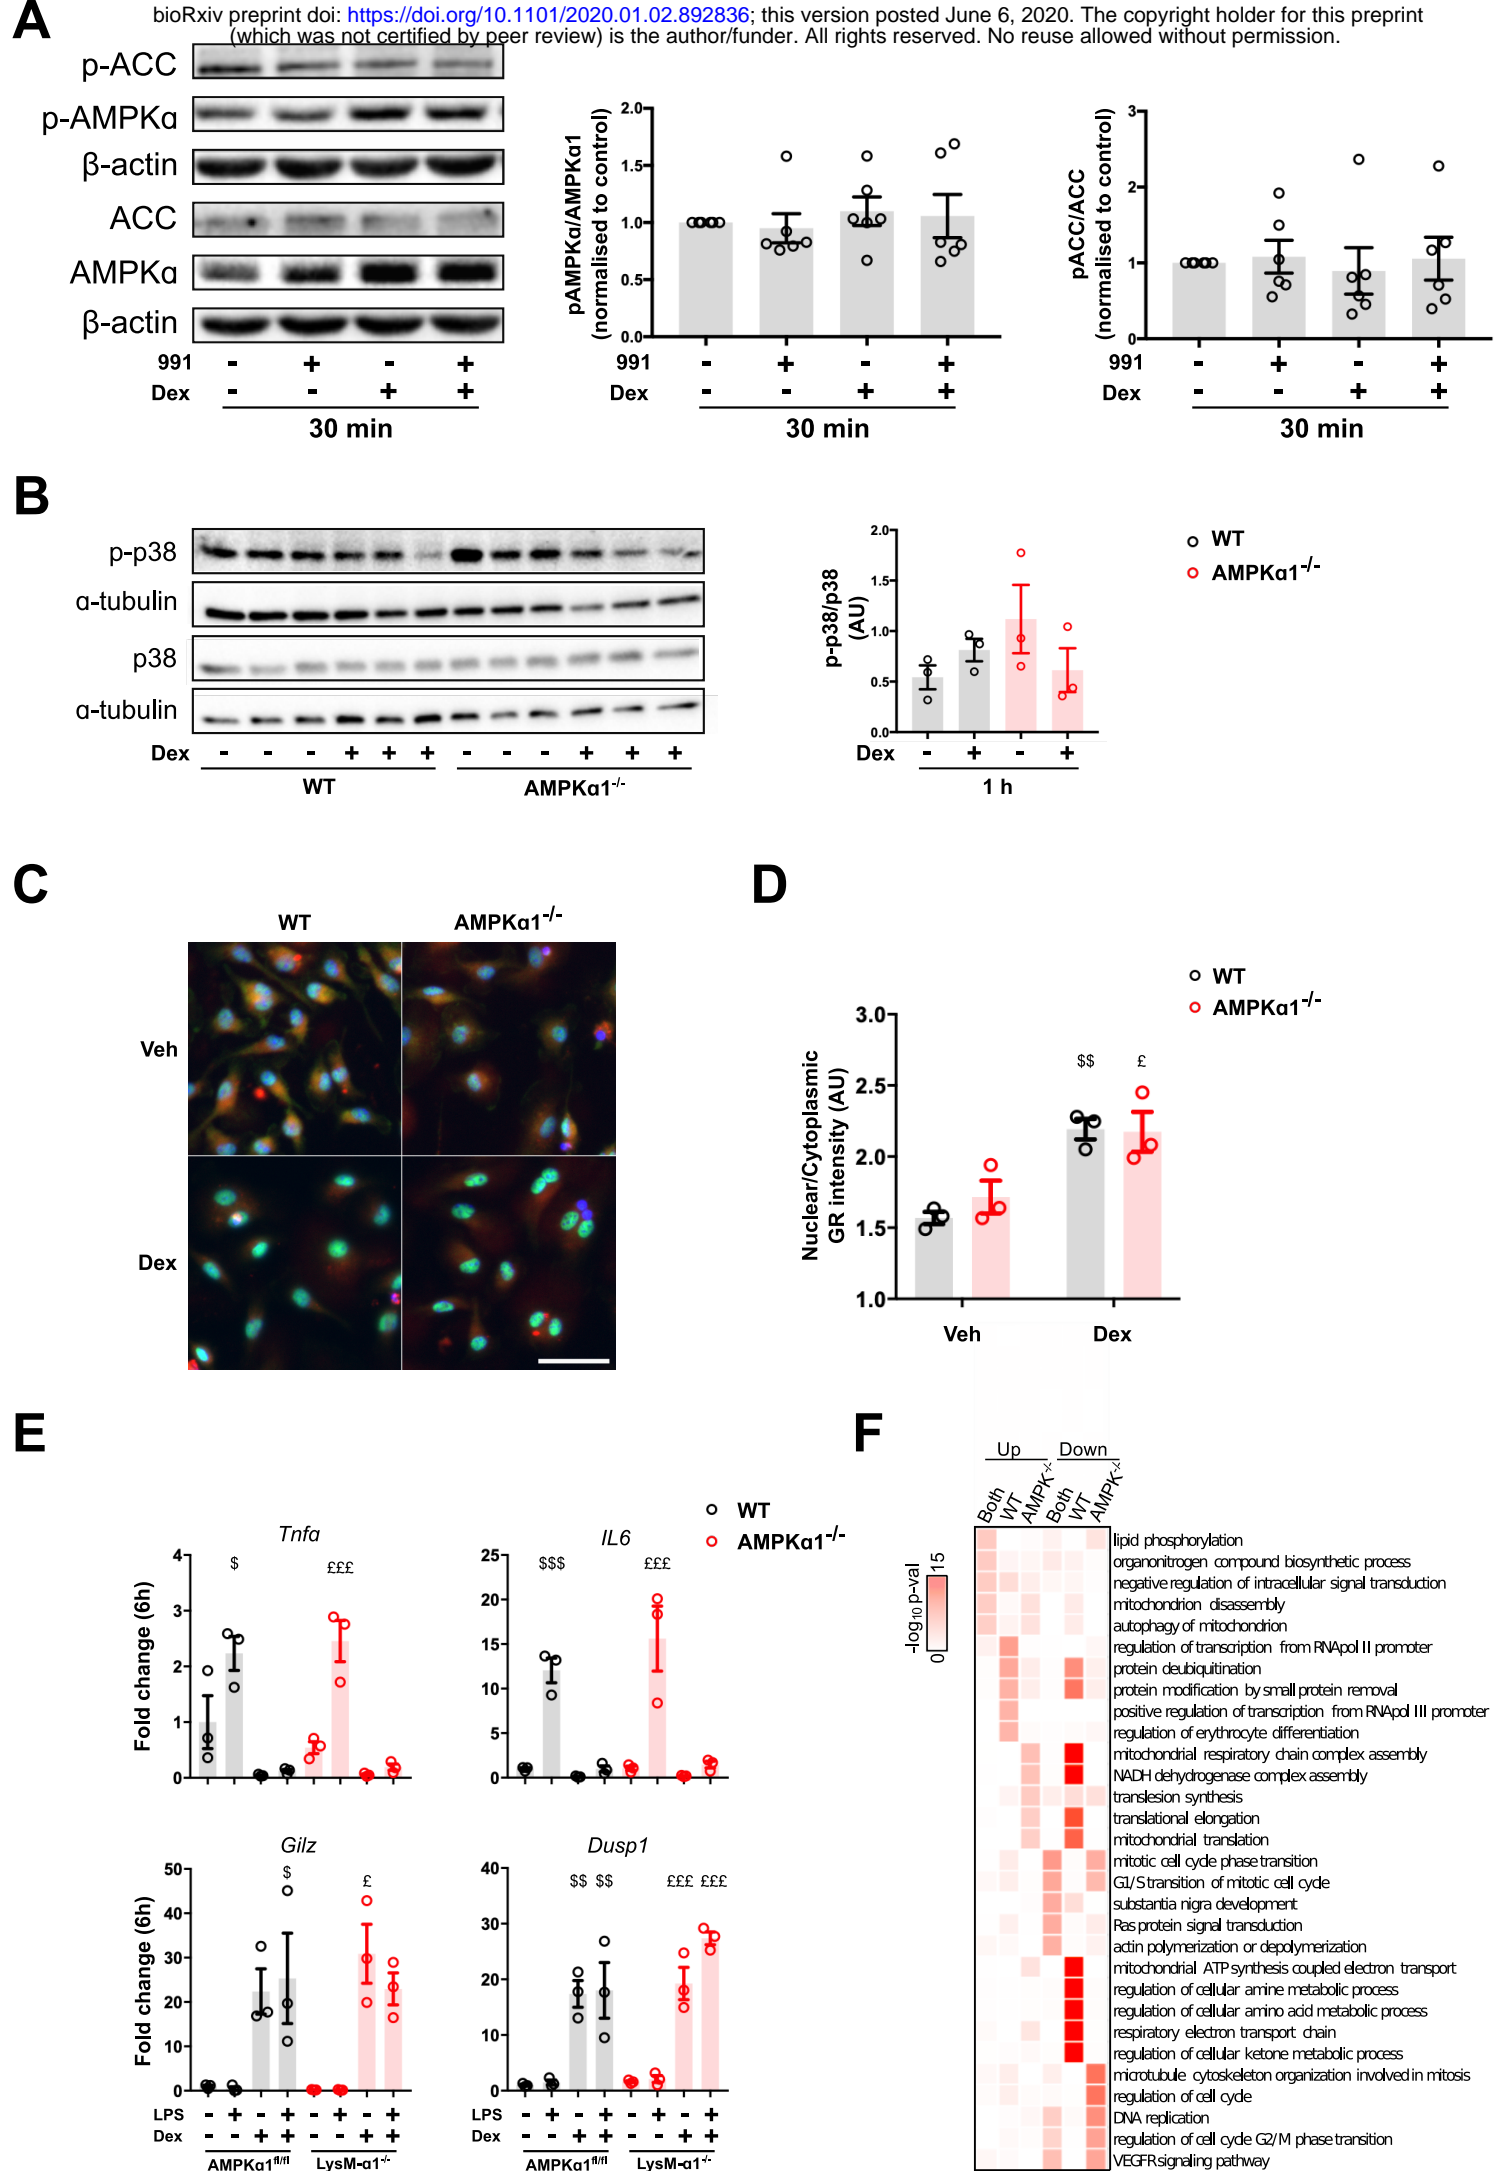 bioRxiv preprint doi: https://doi.org/10.1101/2020.01.02.892836; this version posted June 6, 2020. The copyright holder for this preprint
(which was not certified by peer review) is the author/funder. All rights reserved. No reuse allowed without permission.
A
p-ACC
p-AMPKα
β-actin
ACC
AMPKα
β-actin
991 - + - +
Dex - - + +
30 min
pAMPKα/AMPKα1
(normalised to control)
2.0
1.5
1.0
0.5
0.0
991 - + - +
Dex - - + +
30 min
pACC/ACC
(normalised to control)
3
2
1
0
991 - + - +
Dex - - + +
30 min
B
p-p38
α-tubulin
p38
α-tubulin
Dex - - - + + + - - - + + +
WT AMPKα1-/-
p-p38/p38
(AU)
2.0
1.5
1.0
0.5
0.0
Dex - + - +
1 h
WT
AMPKα1-/-
C
WT AMPKα1-/-
Veh
Dex
D
WT
AMPKα1-/-
Nuclear/Cytoplasmic
GR intensity (AU)
3.0
2.5
2.0
1.5
1.0
$$ £
Veh Dex
E
WT
AMPKα1-/-
Tnfα
Fold change (6h)
4
3
2
1
0
$ £££
IL6
25
20
15
10
5
0
$$$ £££
Gilz
Fold change (6h)
50
40
30
20
10
0
$ £
LPS - + - + - + - +
Dex - - + + - - + +
AMPKα1fl/fl LysM-α1-/-
Dusp1
40
30
20
10
0
$$ $$ £££ £££
LPS - + - + - + - +
Dex - - + + - - + +
AMPKα1fl/fl LysM-α1-/-
F
Up Down
Both WT AMPK-/- Both WT AMPK-/-
-log10 p-val
0 15
lipid phosphorylation
organonitrogen compound biosynthetic process
negative regulation of intracellular signal transduction
mitochondrion disassembly
autophagy of mitochondrion
regulation of transcription from RNApol II promoter
protein deubiquitination
protein modification by small protein removal
positive regulation of transcription from RNApol III promoter
regulation of erythrocyte differentiation
mitochondrial respiratory chain complex assembly
NADH dehydrogenase complex assembly
translesion synthesis
translational elongation
mitochondrial translation
mitotic cell cycle phase transition
G1/S transition of mitotic cell cycle
substantia nigra development
Ras protein signal transduction
actin polymerization or depolymerization
mitochondrial ATP synthesis coupled electron transport
regulation of cellular amine metabolic process
regulation of cellular amino acid metabolic process
respiratory electron transport chain
regulation of cellular ketone metabolic process
microtubule cytoskeleton organization involved in mitosis
regulation of cell cycle
DNA replication
regulation of cell cycle G2/M phase transition
VEGFR signaling pathway